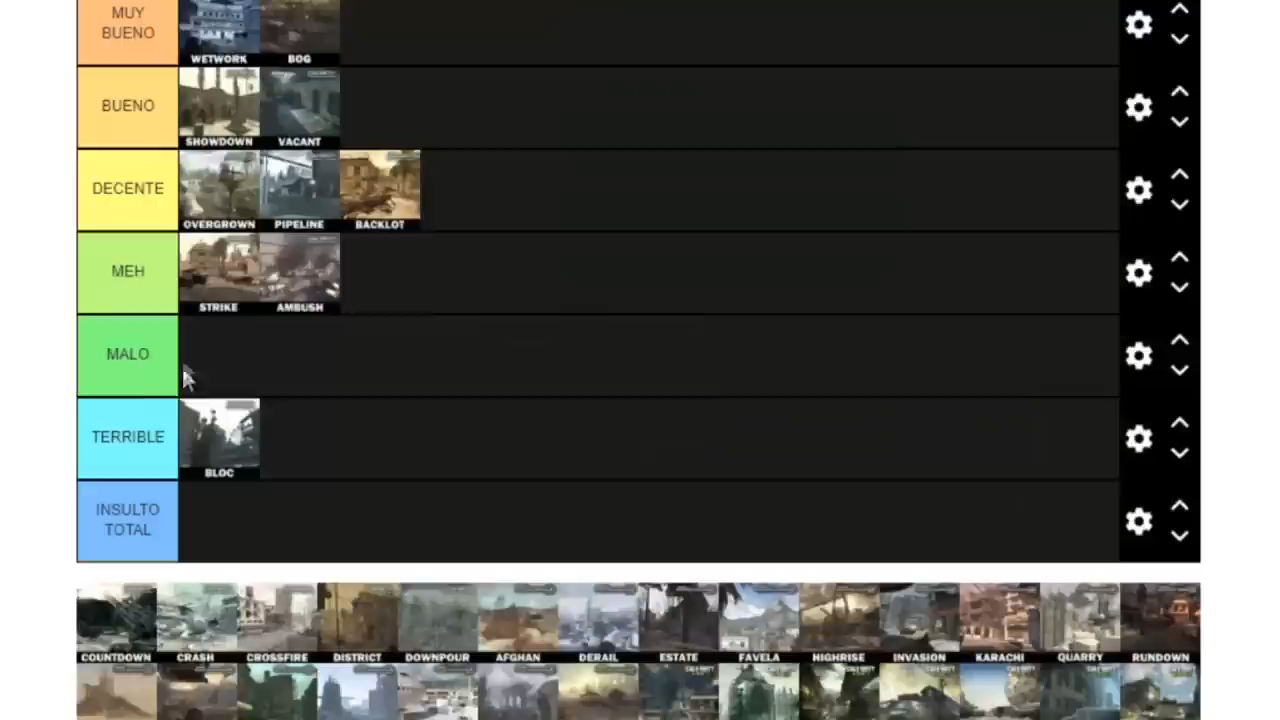 MUY
BUENO
WETWORK BOG
BUENO
SHOWDOWN VACANT
DECENTE
OVERGROWN PIPELINE BACKLOT
MEH
STRIKE AMBUSH
MALO
TERRIBLE
BLOC
INSULTO
TOTAL
COUNTDOWN CRASH CROSSFIRE DISTRICT DOWNPOUR AFGHAN DERAIL ESTATE FAVELA HIGHRISE INVASION KARACHI QUARRY RUNDOWN